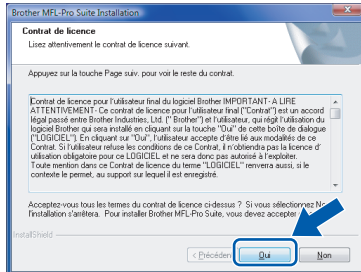 Brother MFL-Pro Suite Installation
Contrat de licence
Lisez attentivement le contrat de licence suivant.
Appuyez sur la touche Page suiv. pour voir le reste du contrat.
Contrat de licence pour l'utilisateur final du logiciel Brother IMPORTANT- A LIRE
ATTENTIVEMENT- Ce contrat de licence pour l'utilisateur final ("Contrat") est un accord
légal passé entre Brother Industries, Ltd. (" Brother") et l'utilisateur, qui régit l'utilisation du
logiciel Brother qui sera installé en cliquant sur la touche "Oui" de cette boîte de dialogue
("LOGICIEL"). En cliquant sur "Oui", l'utilisateur accepte d'être lié aux modalités de ce
Contrat. Si l'utilisateur refuse les conditions de ce Contrat, il n'obtiendra pas la licence d'
utilisation obligatoire pour ce LOGICIEL et ne sera donc pas autorisé à l'exploiter.
Toute mention dans ce Contrat de licence du terme "LOGICIEL" renverra aussi, si le
contexte le permet, au support sur lequel il est enregistré.
Acceptez-vous tous les termes du contrat de licence ci-dessus ? Si vous sélectionnez
l'installation s'arrêtera. Pour installer Brother MFL-Pro Suite, vous devez accepter
InstallShield
< Précéden
Oui
Non